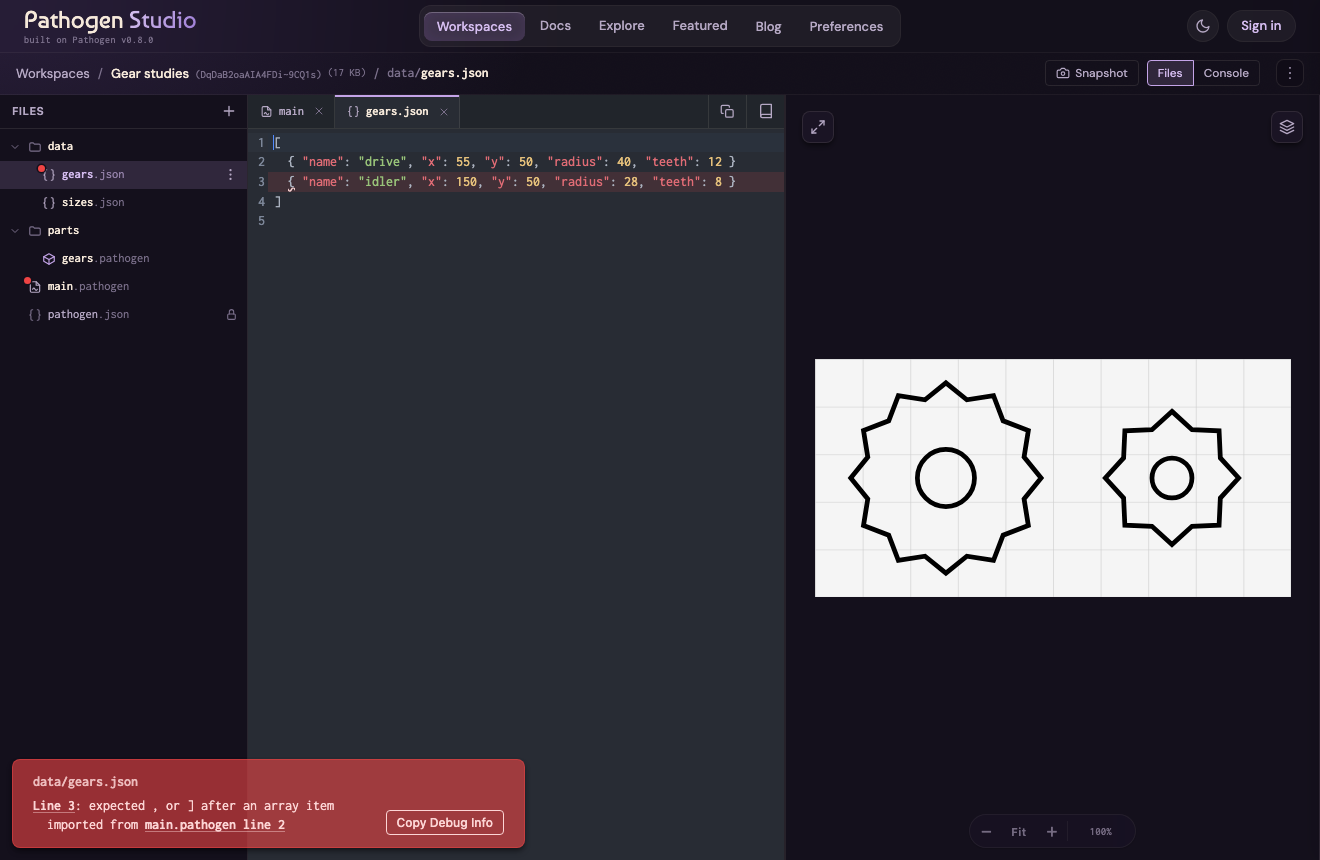 Pathogen Studio
built on Pathogen v0.8.0
Workspaces Docs Explore Featured Blog Preferences
Sign in
Workspaces / Gear studies (DqDaB2oaAIA4FDi-9CQ1s) (17 KB) / data/gears.json
Snapshot Files Console
FILES
main
{} gears.json
data
{} gears.json
{} sizes.json
parts
gears.pathogen
main.pathogen
{} pathogen.json
1 [
2 { "name": "drive", "x": 55, "y": 50, "radius": 40, "teeth": 12 }
3 { "name": "idler", "x": 150, "y": 50, "radius": 28, "teeth": 8 }
4 ]
5
data/gears.json
Line 3: expected , or ] after an array item
imported from main.pathogen line 2
Copy Debug Info
Fit
100%